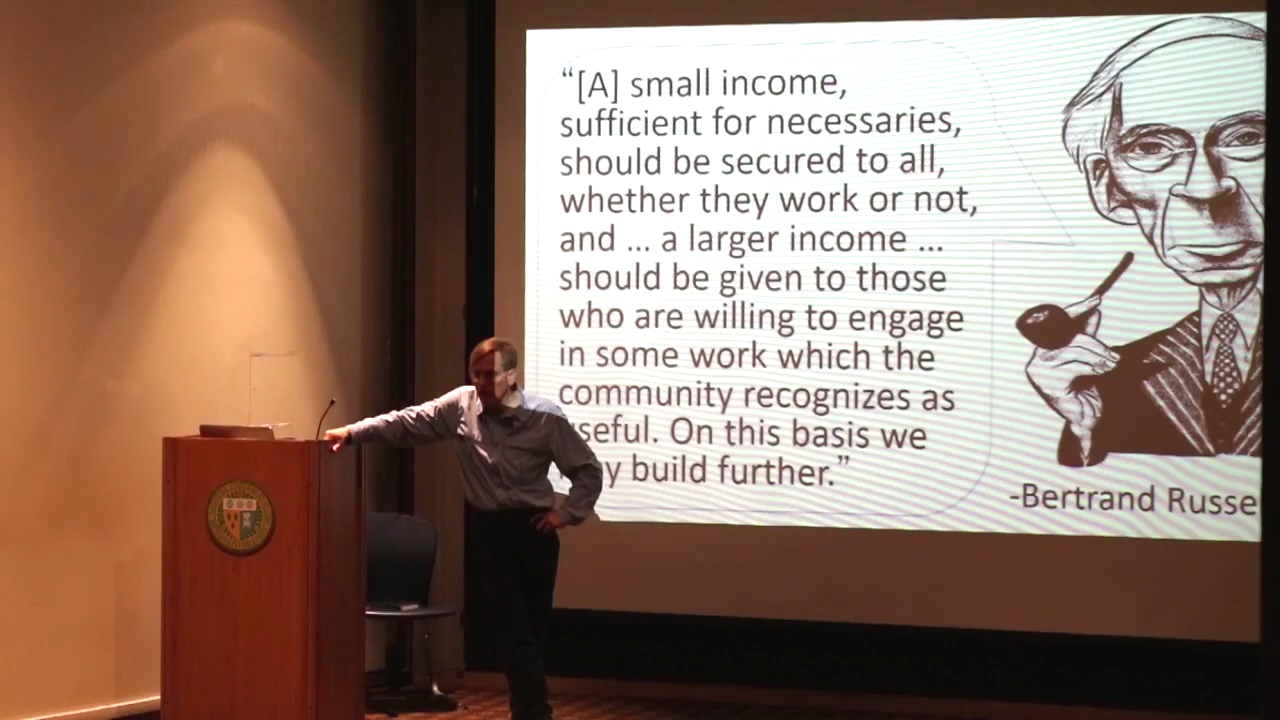 “[A] small income,
sufficient for necessaries,
should be secured to all,
whether they work or not,
and ... a larger income ...
should be given to those
who are willing to engage
in some work which the
community recognizes as
seful. On this basis we
y build further.”
-Bertrand Russe